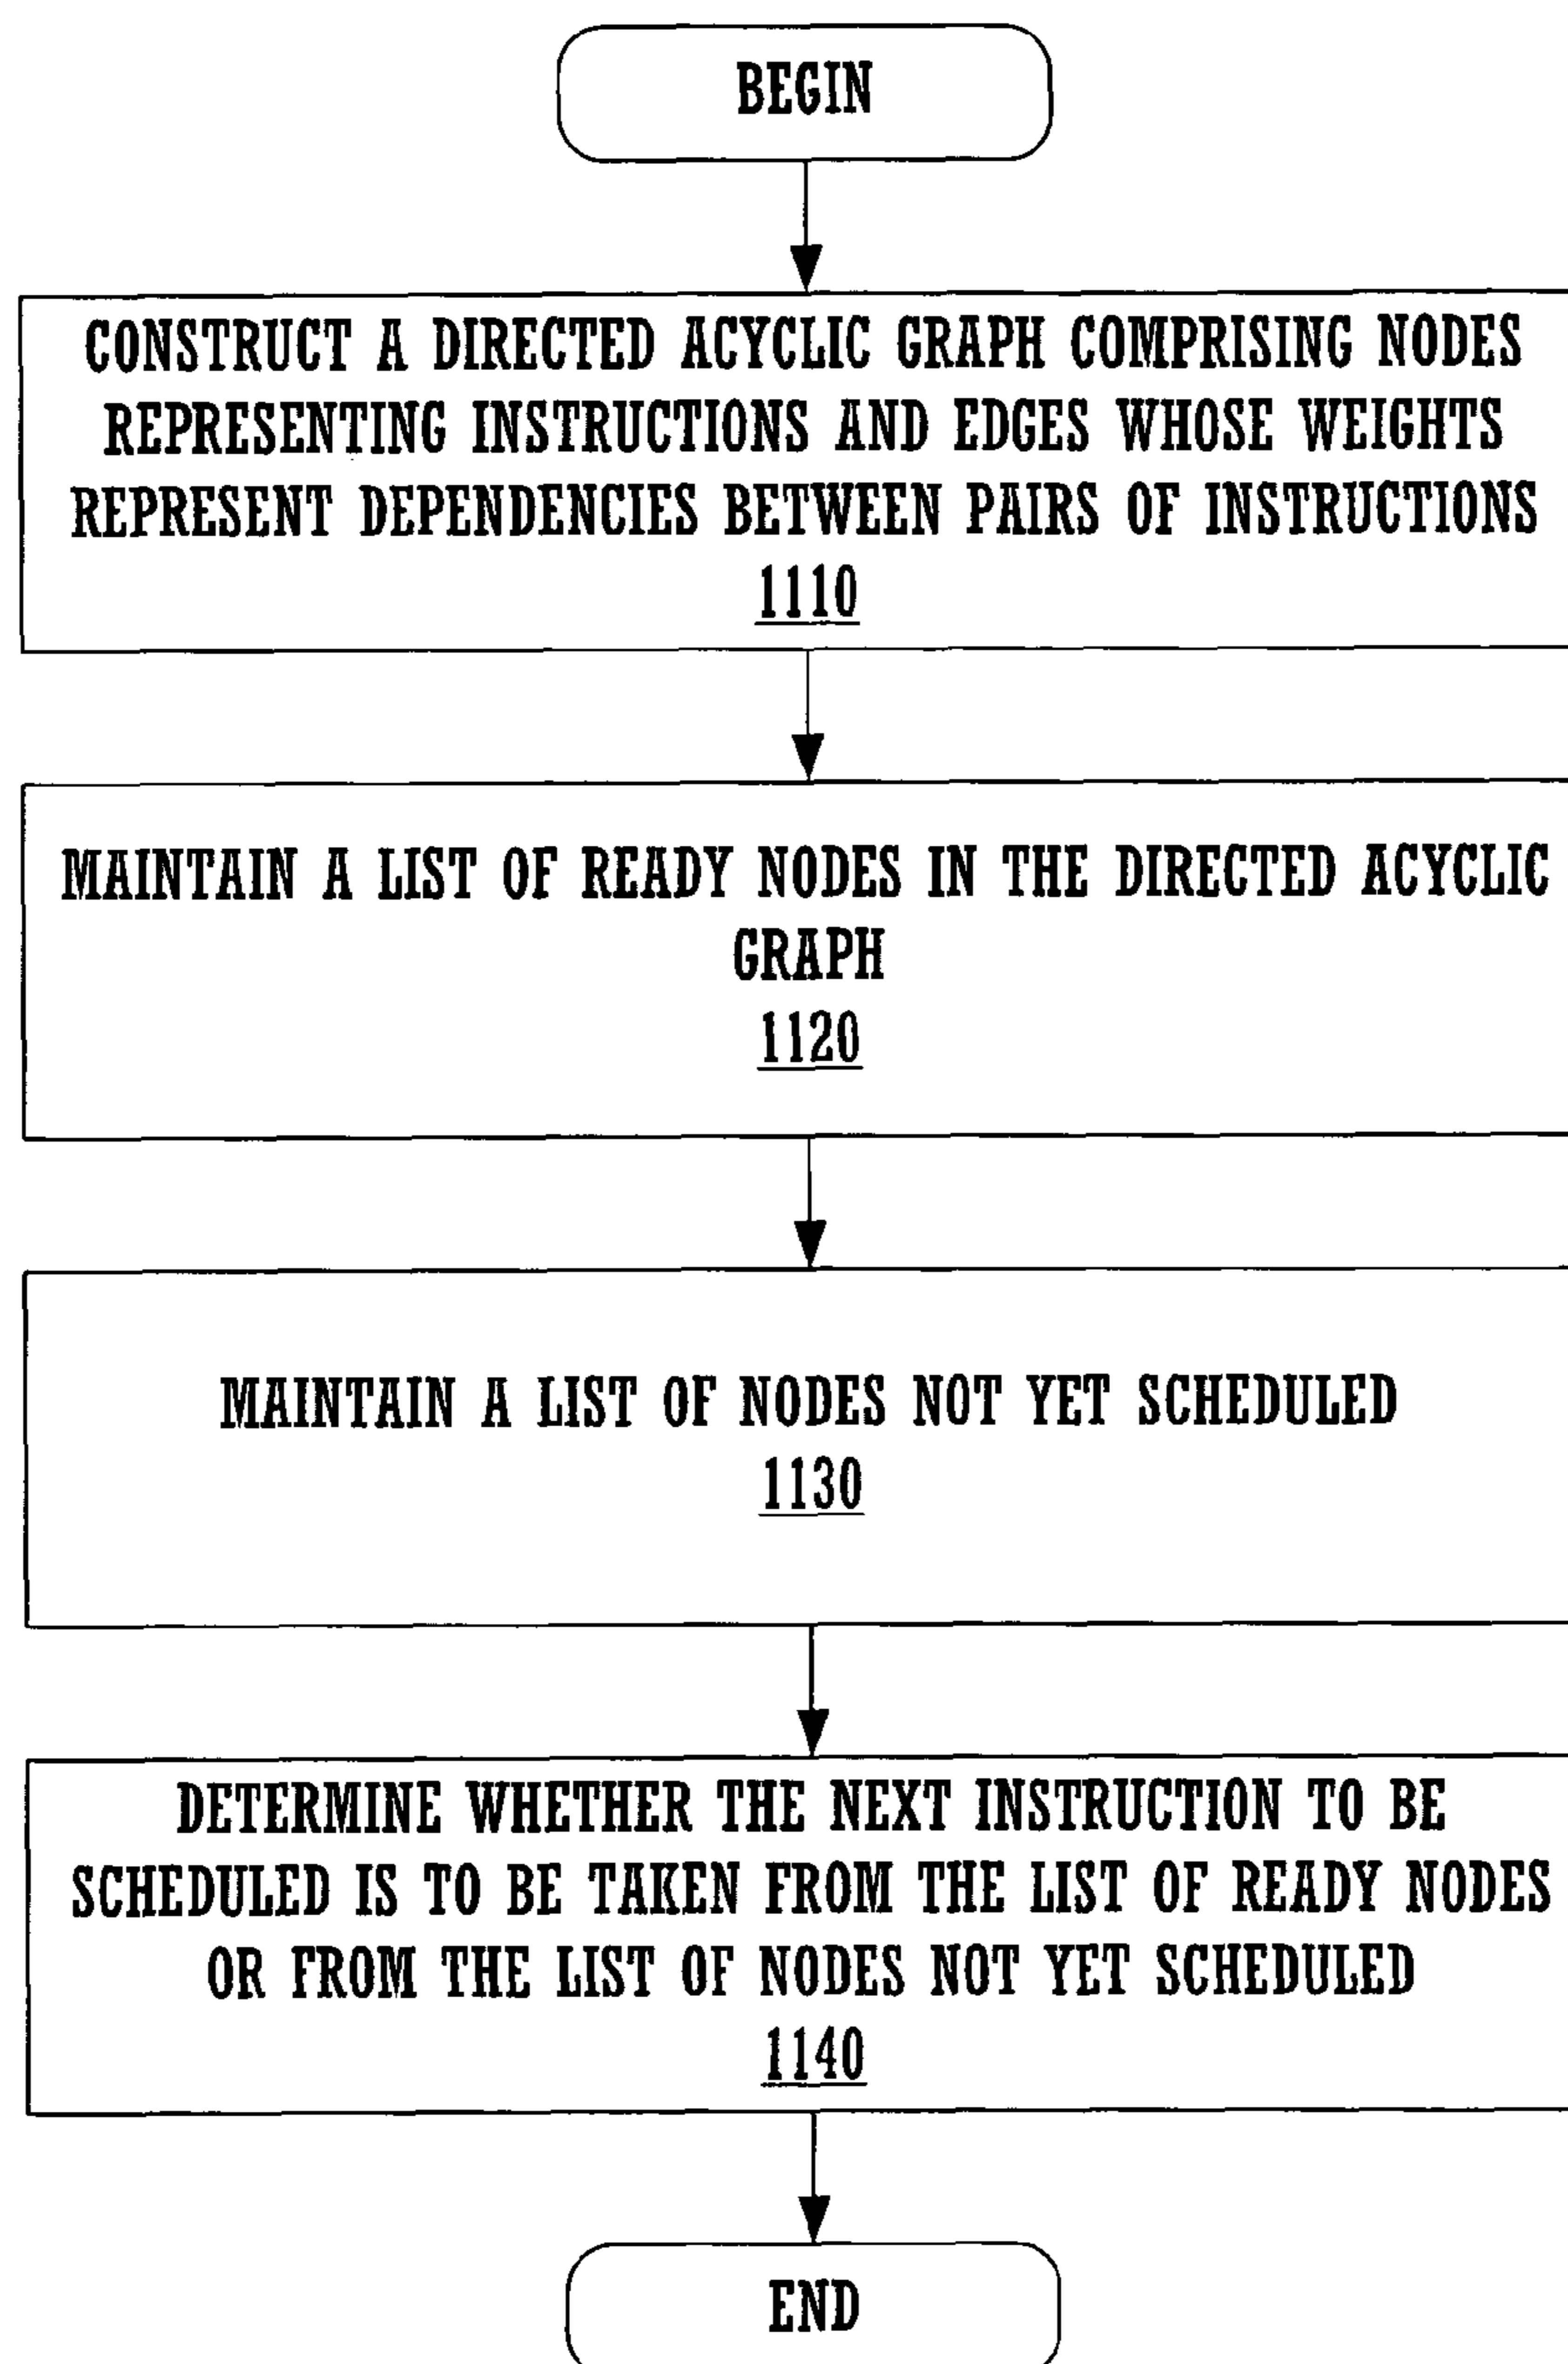 BEGIN
CONSTRUCT A DIRECTED ACYCLIC GRAPH COMPRISING NODES
REPRESENTING INSTRUCTIONS AND EDGES WHOSE WEIGHTS
REPRESENT DEPENDENCIES BETWEEN PAIRS OF INSTRUCTIONS
1110
MAINTAIN A LIST OF READY NODES IN THE DIRECTED ACYCLIC
GRAPH
1120
MAINTAIN A LIST OF NODES NOT YET SCHEDULED
1130
DETERMINE WHETHER THE NEXT INSTRUCTION TO BE
SCHEDULED IS TO BE TAKEN FROM THE LIST OF READY NODES
OR FROM THE LIST OF NODES NOT YET SCHEDULED
1140
END